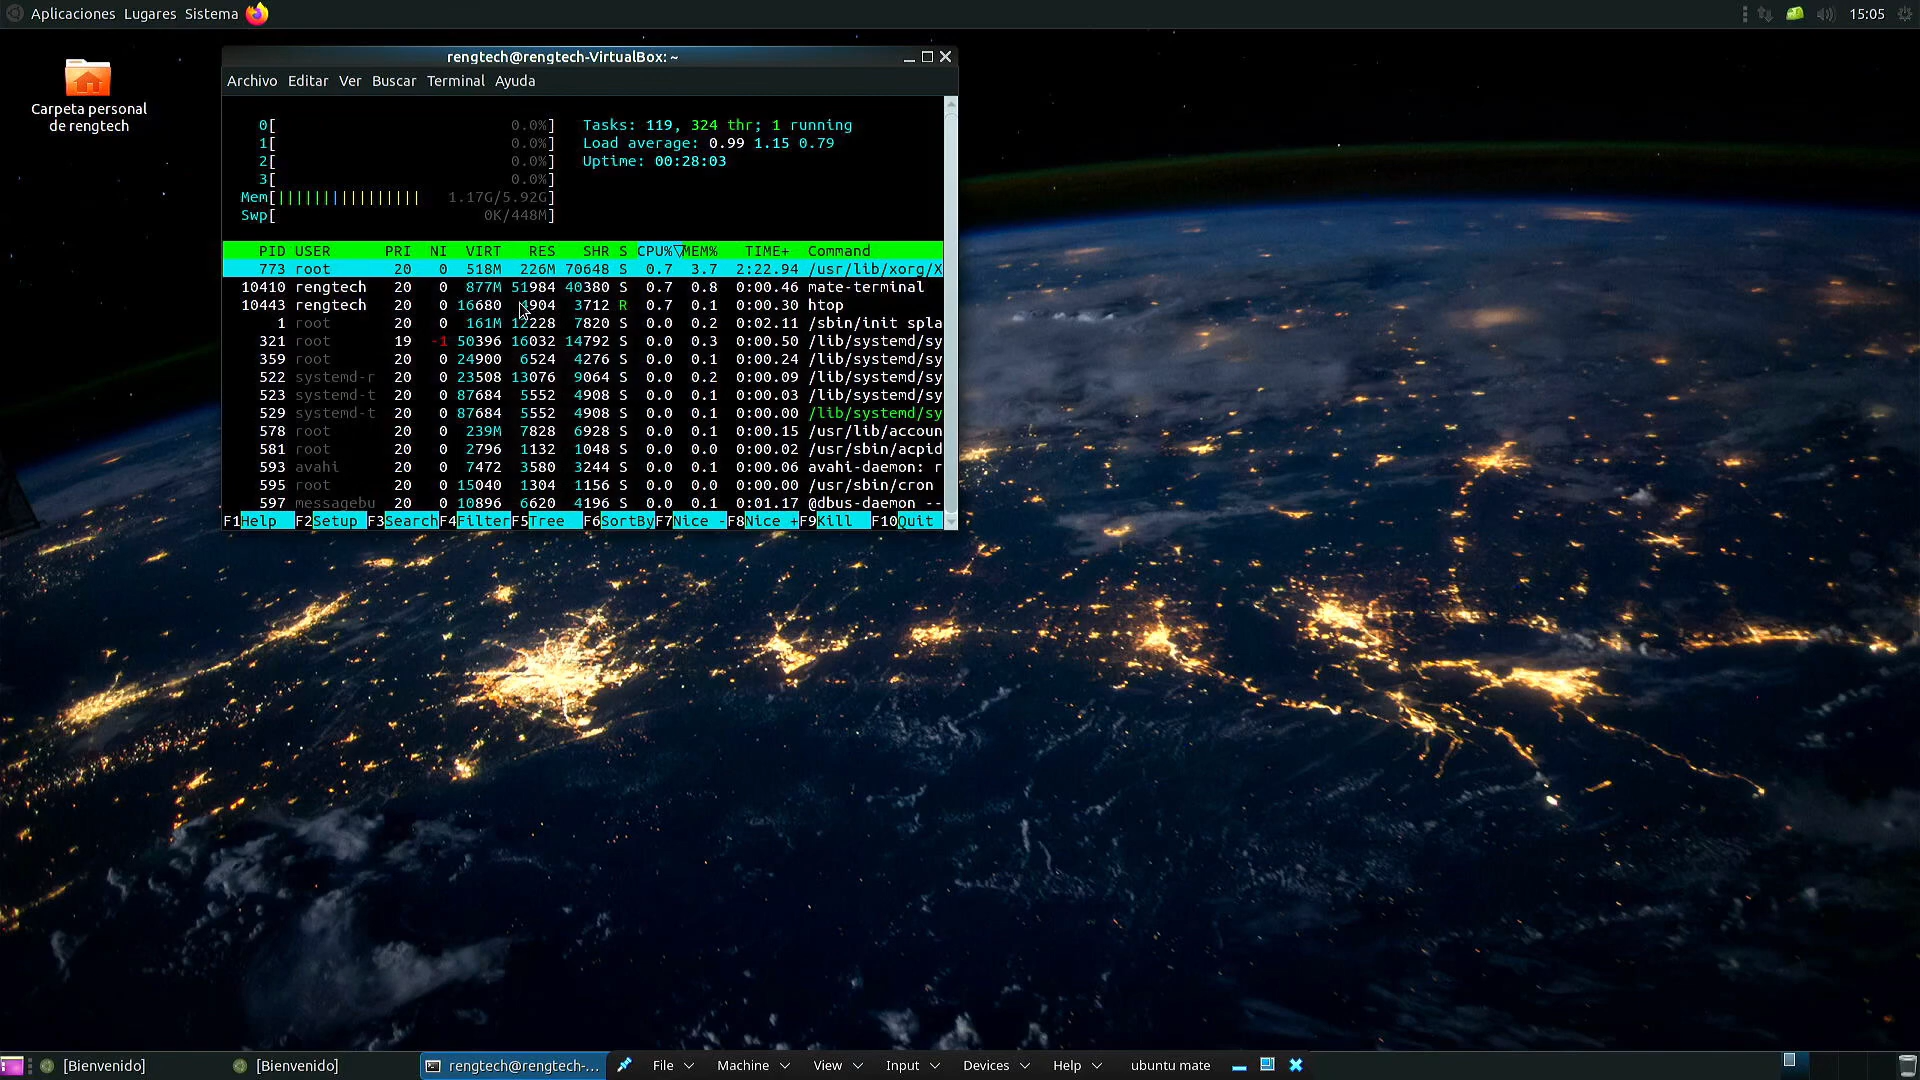 Aplicaciones Lugares Sistema
15:05
Carpeta personal
de rengtech
rengtech@rengtech-VirtualBox: ~
Archivo Editar Ver Buscar Terminal Ayuda
0[ 0.0%] Tasks: 119, 324 thr; 1 running
1[ 0.0%] Load average: 0.99 1.15 0.79
2[ 0.0%] Uptime: 00:28:03
3[ 0.0%]
Mem[||||||||||||||||| 1.17G/5.92G]
Swp[ 0K/448M]
PID USER PRI NI VIRT RES SHR S CPU%▽MEM% TIME+ Command
773 root 20 0 518M 226M 70648 S 0.7 3.7 2:22.94 /usr/lib/xorg/X
10410 rengtech 20 0 877M 51984 40380 S 0.7 0.8 0:00.46 mate-terminal
10443 rengtech 20 0 16680 4904 3712 R 0.7 0.1 0:00.30 htop
1 root 20 0 161M 12228 7820 S 0.0 0.2 0:02.11 /sbin/init spla
321 root 19 -1 50396 16032 14792 S 0.0 0.3 0:00.50 /lib/systemd/sy
359 root 20 0 24900 6524 4276 S 0.0 0.1 0:00.24 /lib/systemd/sy
522 systemd-r 20 0 23508 13076 9064 S 0.0 0.2 0:00.09 /lib/systemd/sy
523 systemd-t 20 0 87684 5552 4908 S 0.0 0.1 0:00.03 /lib/systemd/sy
529 systemd-t 20 0 87684 5552 4908 S 0.0 0.1 0:00.00 /lib/systemd/sy
578 root 20 0 239M 7828 6928 S 0.0 0.1 0:00.15 /usr/lib/accoun
581 root 20 0 2796 1132 1048 S 0.0 0.0 0:00.02 /usr/sbin/acpid
593 avahi 20 0 7472 3580 3244 S 0.0 0.1 0:00.06 avahi-daemon: r
595 root 20 0 15040 1304 1156 S 0.0 0.0 0:00.00 /usr/sbin/cron
597 messagebu 20 0 10896 6620 4196 S 0.0 0.1 0:01.17 @dbus-daemon --
F1Help F2Setup F3SearchF4FilterF5Tree F6SortByF7Nice -F8Nice +F9Kill F10Quit
[Bienvenido] [Bienvenido] rengtech@rengtech-... File Machine View Input Devices Help ubuntu mate